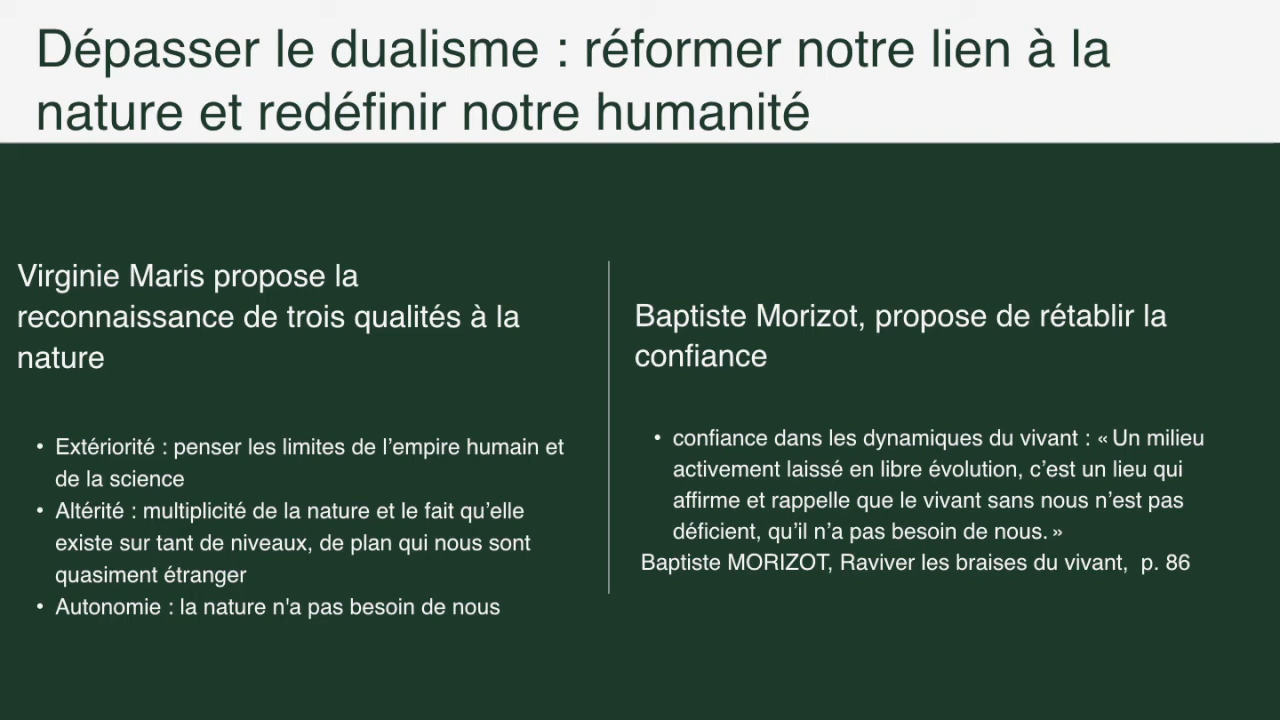 Dépasser le dualisme : réformer notre lien à la
nature et redéfinir notre humanité
Virginie Maris propose la
reconnaissance de trois qualités à la
nature
• Extériorité : penser les limites de l’empire humain et
de la science
• Altérité : multiplicité de la nature et le fait qu’elle
existe sur tant de niveaux, de plan qui nous sont
quasiment étranger
• Autonomie : la nature n'a pas besoin de nous
Baptiste Morizot, propose de rétablir la
confiance
• confiance dans les dynamiques du vivant : « Un milieu
activement laissé en libre évolution, c’est un lieu qui
affirme et rappelle que le vivant sans nous n’est pas
déficient, qu’il n’a pas besoin de nous. »
Baptiste MORIZOT, Raviver les braises du vivant,  p. 86